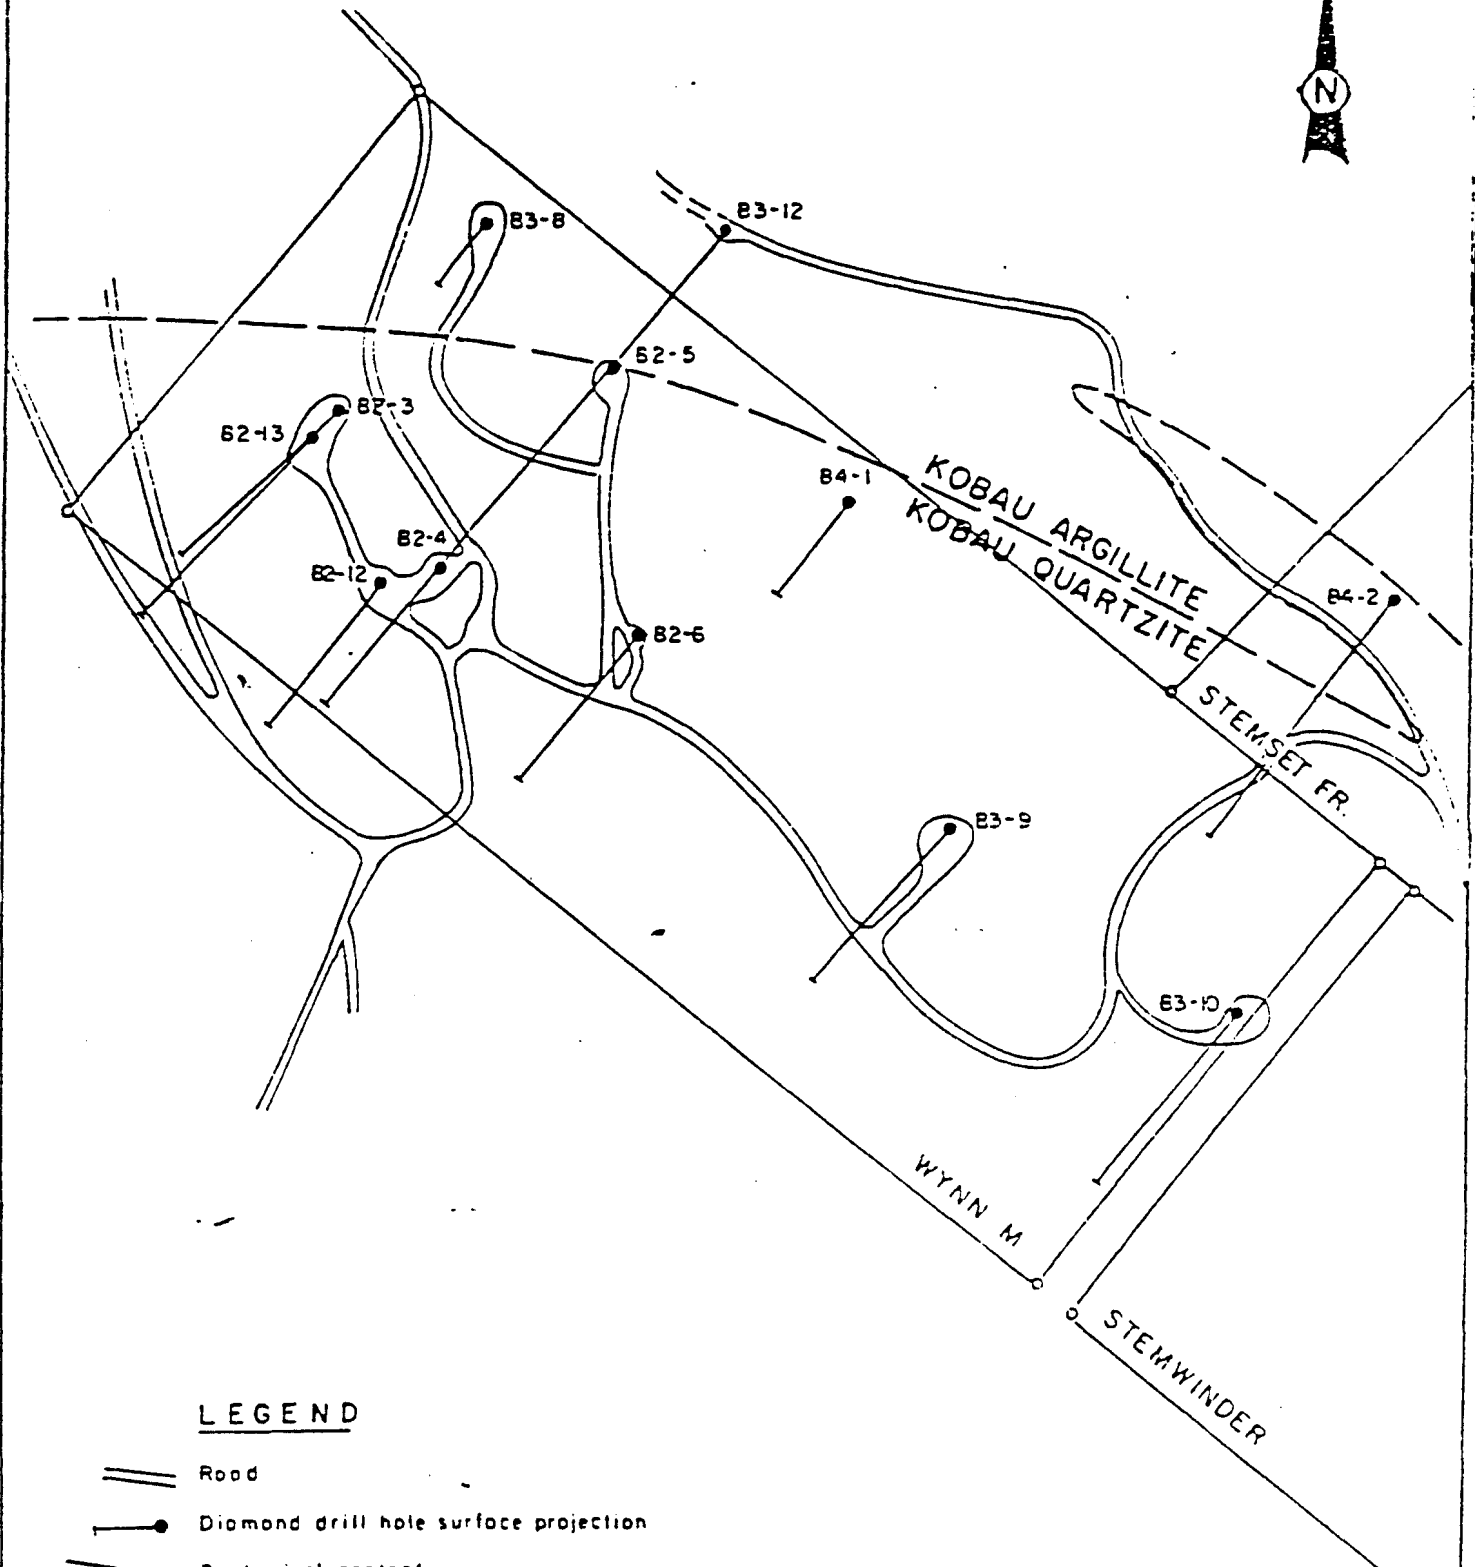 N
83-8
83-12
82-5
82-3
82-13
84-1
KOBAU ARGILLITE
KOBAU QUARTZITE
82-4
82-12
84-2
82-6
STEMSET FR.
83-9
83-10
WYNN M
STEMWINDER
LEGEND
Road
Diamond drill hole surface projection